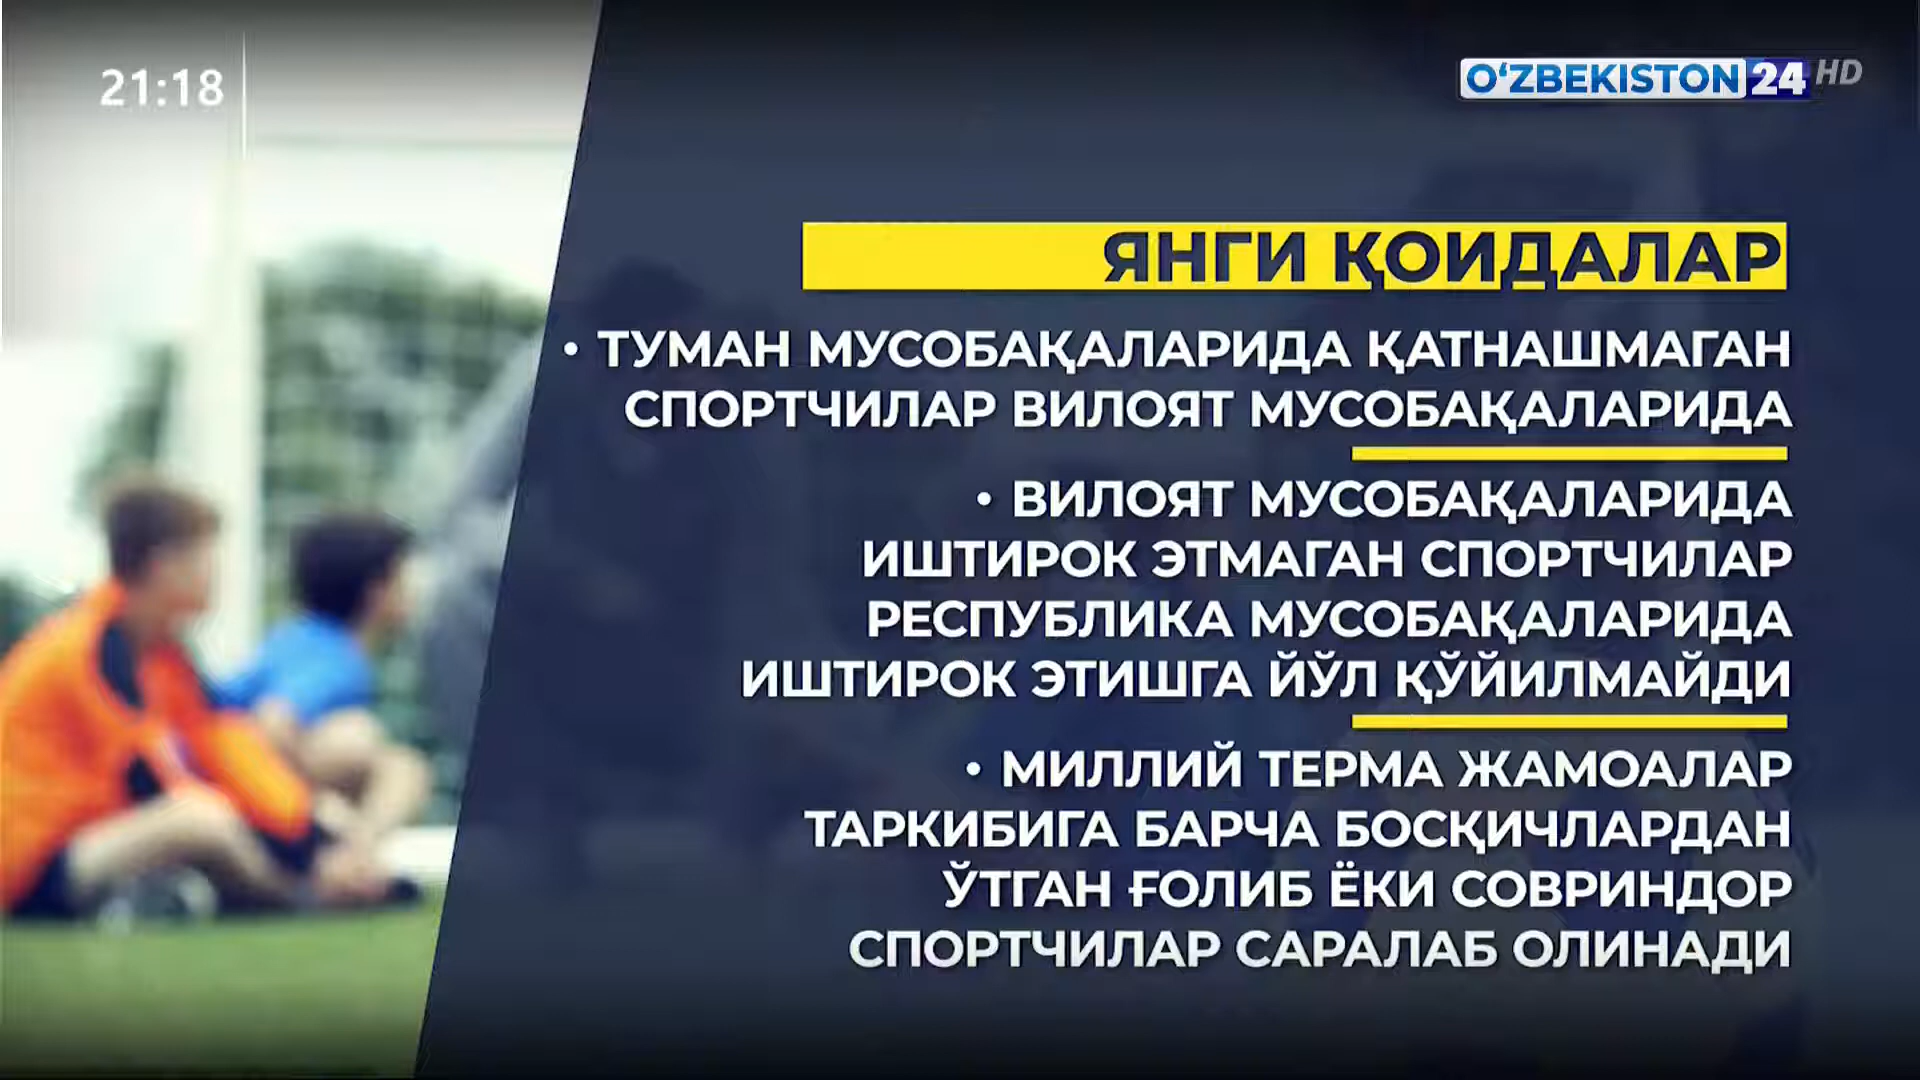 21:18
O‘ZBEKISTON 24 HD
ЯНГИ ҚОИДАЛАР
• ТУМАН МУСОБАҚАЛАРИДА ҚАТНАШМАГАН
СПОРТЧИЛАР ВИЛОЯТ МУСОБАҚАЛАРИДА
• ВИЛОЯТ МУСОБАҚАЛАРИДА
ИШТИРОК ЭТМАГАН СПОРТЧИЛАР
РЕСПУБЛИКА МУСОБАҚАЛАРИДА
ИШТИРОК ЭТИШГА ЙЎЛ ҚЎЙИЛМАЙДИ
• МИЛЛИЙ ТЕРМА ЖАМОАЛАР
ТАРКИБИГА БАРЧА БОСҚИЧЛАРДАН
ЎТГАН ҒОЛИБ ЁКИ СОВРИНДОР
СПОРТЧИЛАР САРАЛАБ ОЛИНАДИ